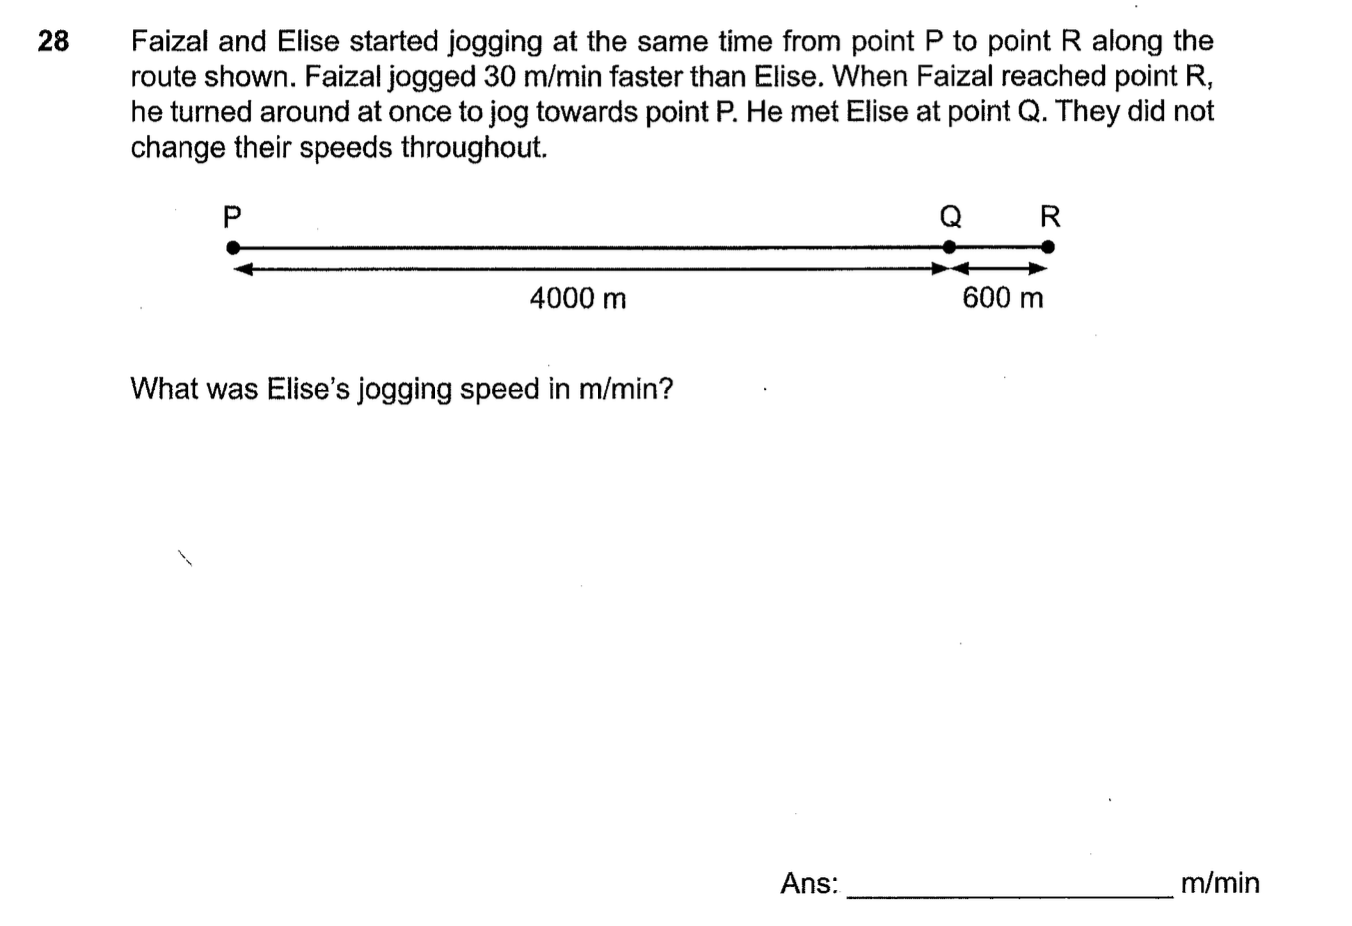 28 Faizal and Elise started jogging at the same time from point P to point R along the
route shown. Faizal jogged 30 m/min faster than Elise. When Faizal reached point R,
he turned around at once to jog towards point P. He met Elise at point Q. They did not
change their speeds throughout.
P Q R
4000 m 600 m
What was Elise's jogging speed in m/min?
Ans: ____________________ m/min